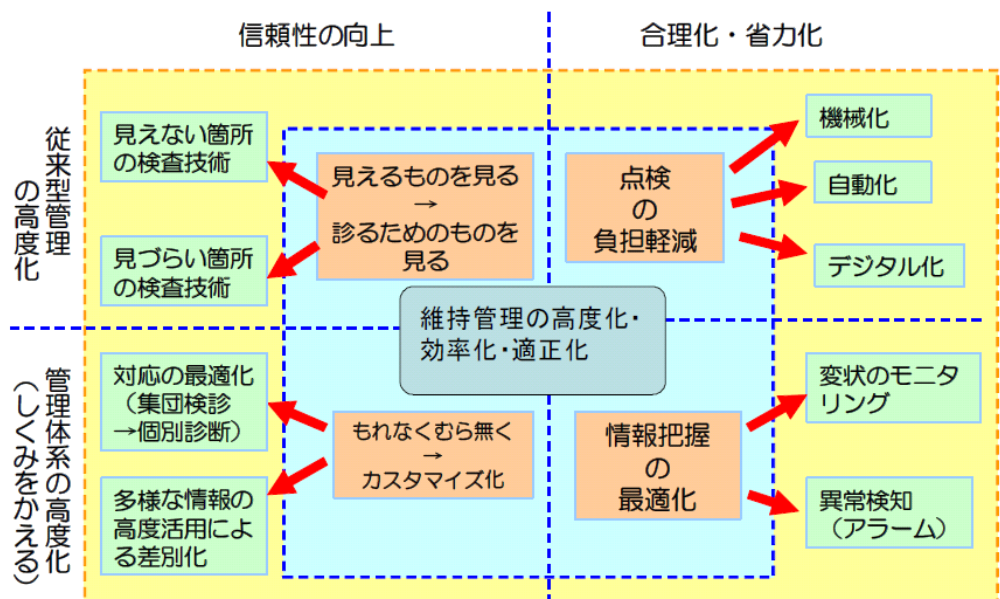 信頼性の向上
合理化・省力化
従来型管理
の高度化
見えない箇所
の検査技術
見づらい箇所
の検査技術
見えるものを見る
→
診るためのものを
見る
点検
の
負担軽減
機械化
自動化
デジタル化
維持管理の高度化・
効率化・適正化
管理体系の高度化
（しくみをかえる）
対応の最適化
（集団検診
→個別診断）
多様な情報の
高度活用によ
る差別化
もれなくむら無く
→
カスタマイズ化
情報把握
の
最適化
変状のモニタ
リング
異常検知
（アラーム）